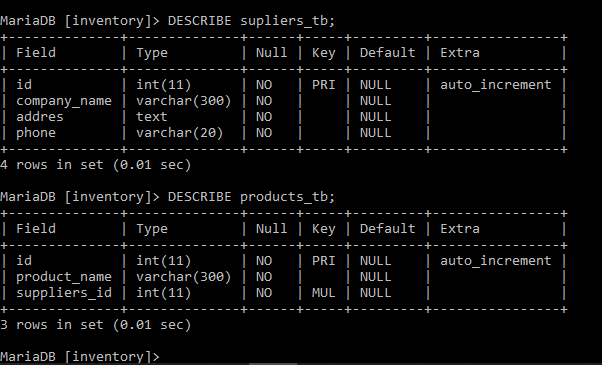 MariaDB [inventory]> DESCRIBE supliers_tb;
+--------------+--------------+------+-----+---------+----------------+
| Field        | Type         | Null | Key | Default | Extra          |
+--------------+--------------+------+-----+---------+----------------+
| id           | int(11)      | NO   | PRI | NULL    | auto_increment |
| company_name | varchar(300) | NO   |     | NULL    |                |
| addres       | text         | NO   |     | NULL    |                |
| phone        | varchar(20)  | NO   |     | NULL    |                |
+--------------+--------------+------+-----+---------+----------------+
4 rows in set (0.01 sec)
MariaDB [inventory]> DESCRIBE products_tb;
+--------------+--------------+------+-----+---------+----------------+
| Field        | Type         | Null | Key | Default | Extra          |
+--------------+--------------+------+-----+---------+----------------+
| id           | int(11)      | NO   | PRI | NULL    | auto_increment |
| product_name | varchar(300) | NO   |     | NULL    |                |
| suppliers_id | int(11)      | NO   | MUL | NULL    |                |
+--------------+--------------+------+-----+---------+----------------+
3 rows in set (0.01 sec)
MariaDB [inventory]>